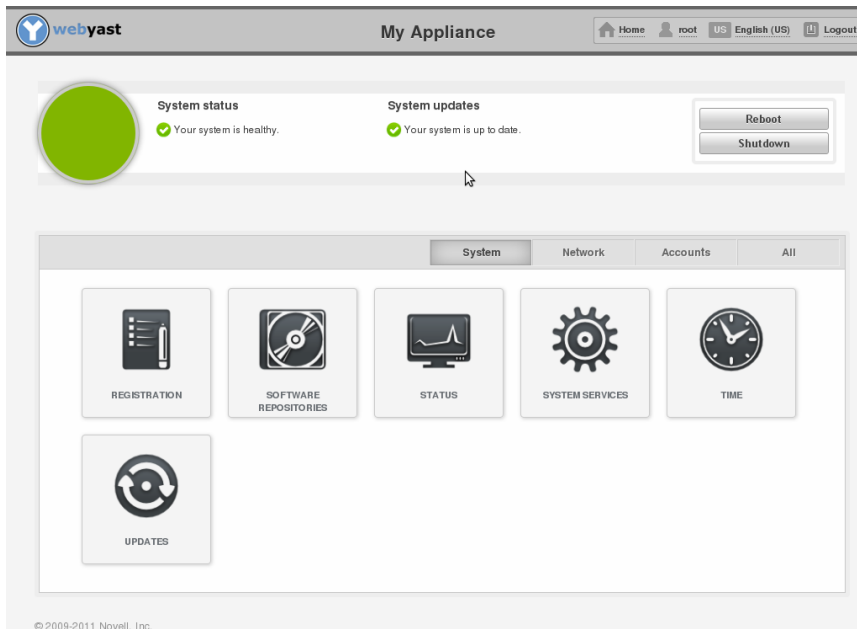 webyast
My Appliance
Home
root
US English (US)
Logout
System status
Your system is healthy.
System updates
Your system is up to date.
Reboot
Shutdown
System
Network
Accounts
All
REGISTRATION
SOFTWARE
REPOSITORIES
STATUS
SYSTEM SERVICES
TIME
UPDATES
© 2009-2011 Novell, Inc.